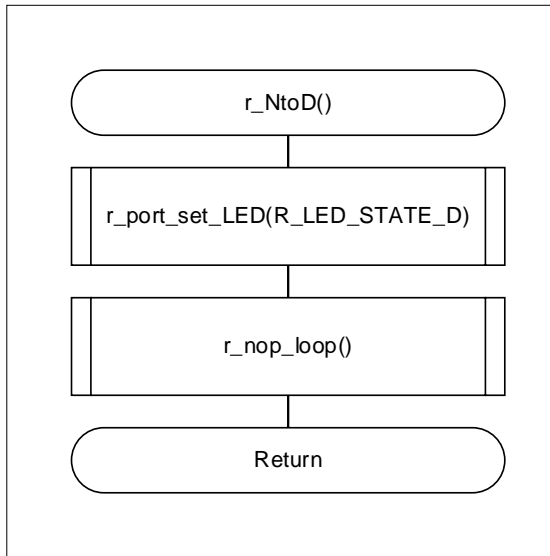 r_NtoD()
r_port_set_LED(R_LED_STATE_D)
r_nop_loop()
Return